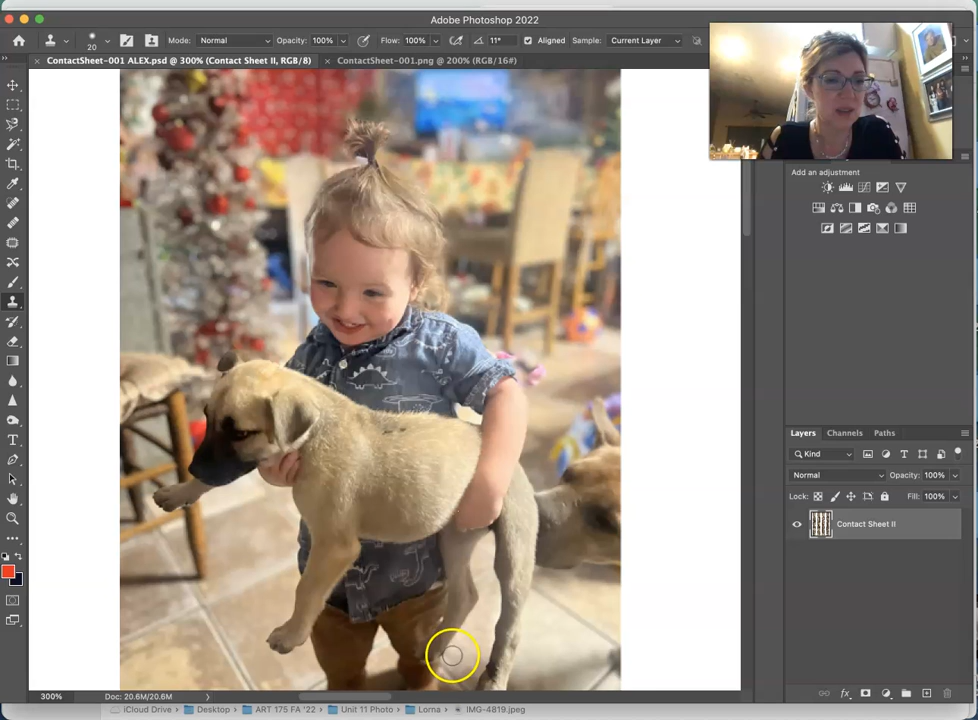 Adobe Photoshop 2022
20 Mode: Normal Opacity: 100% Flow: 100% 11° Aligned Sample: Current Layer
× ContactSheet-001 ALEX.psd @ 300% (Contact Sheet II, RGB/8) × ContactSheet-001.png @ 200% (RGB/16#)
Add an adjustment
Layers Channels Paths
Kind
Normal Opacity: 100%
Lock: Fill: 100%
Contact Sheet II
fx
300% Doc: 20.6M/20.6M
iCloud Drive Desktop ART 175 FA '22 Unit 11 Photo Lorna IMG-4819.jpeg